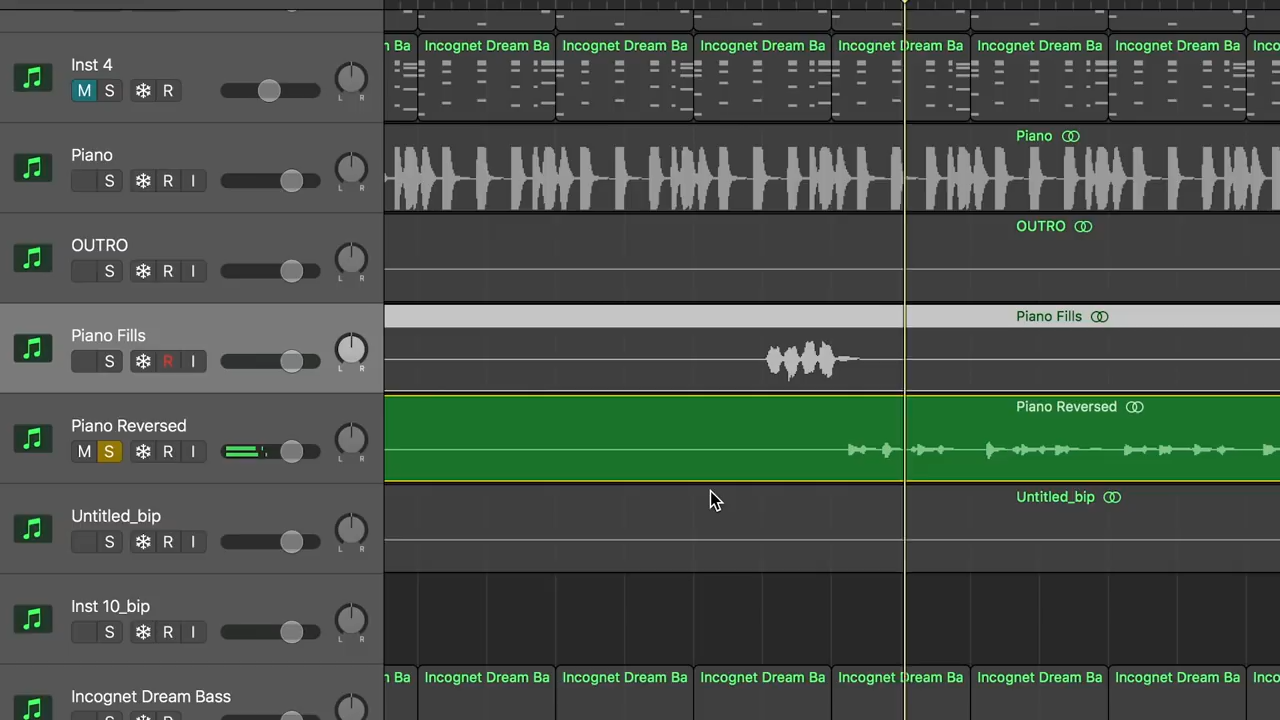 n Ba Incognet Dream Ba Incognet Dream Ba Incognet Dream Ba Incognet Dream Ba Incognet Dream Ba Incognet Dream Ba Inco
Inst 4
M S R
L R
Piano
Piano
S R I
L R
OUTRO
OUTRO
S R I
L R
Piano Fills
Piano Fills
S R I
L R
Piano Reversed
Piano Reversed
M S R I
L R
Untitled_bip
Untitled_bip
S R I
L R
Inst 10_bip
S R I
L R
n Ba Incognet Dream Ba Incognet Dream Ba Incognet Dream Ba Incognet Dream Ba Incognet Dream Ba Incognet Dream Ba Inco
Incognet Dream Bass